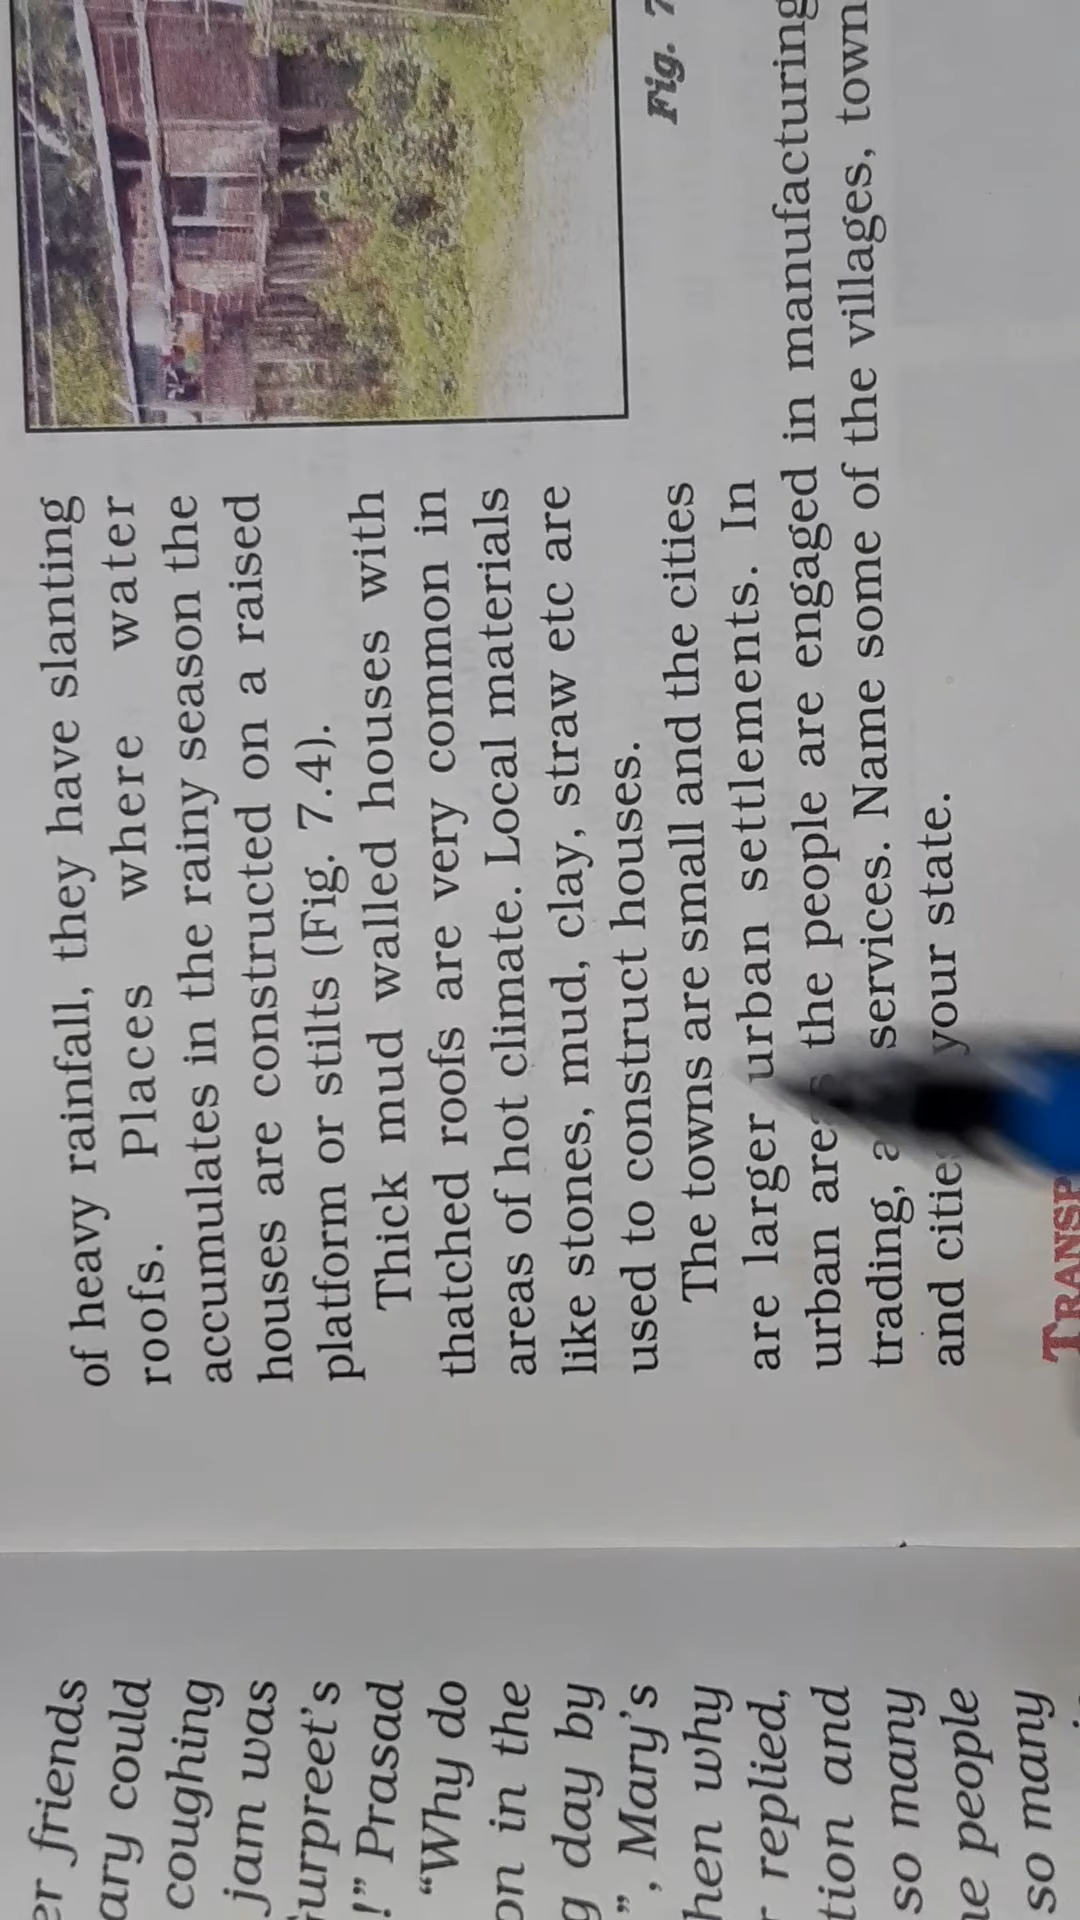 of heavy rainfall, they have slanting
roofs. Places where water
accumulates in the rainy season the
houses are constructed on a raised
platform or stilts (Fig. 7.4).
Thick mud walled houses with
thatched roofs are very common in
areas of hot climate. Local materials
like stones, mud, clay, straw etc are
used to construct houses.
The towns are small and the cities
are larger urban settlements. In
urban areas the people are engaged in manufacturing
trading, services. Name some of the villages, town
and cities your state.
Fig. 7
TRANSP
er friends
ary could
coughing
jam was
urpreet's
!” Prasad
“Why do
on in the
g day by
”, Mary's
hen why
replied,
tion and
so many
he people
so many